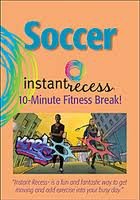 Soccer
instant recess®
10-Minute Fitness Break!
"Instant Recess® is a fun and fantastic way to get
moving and add exercise into your busy day."